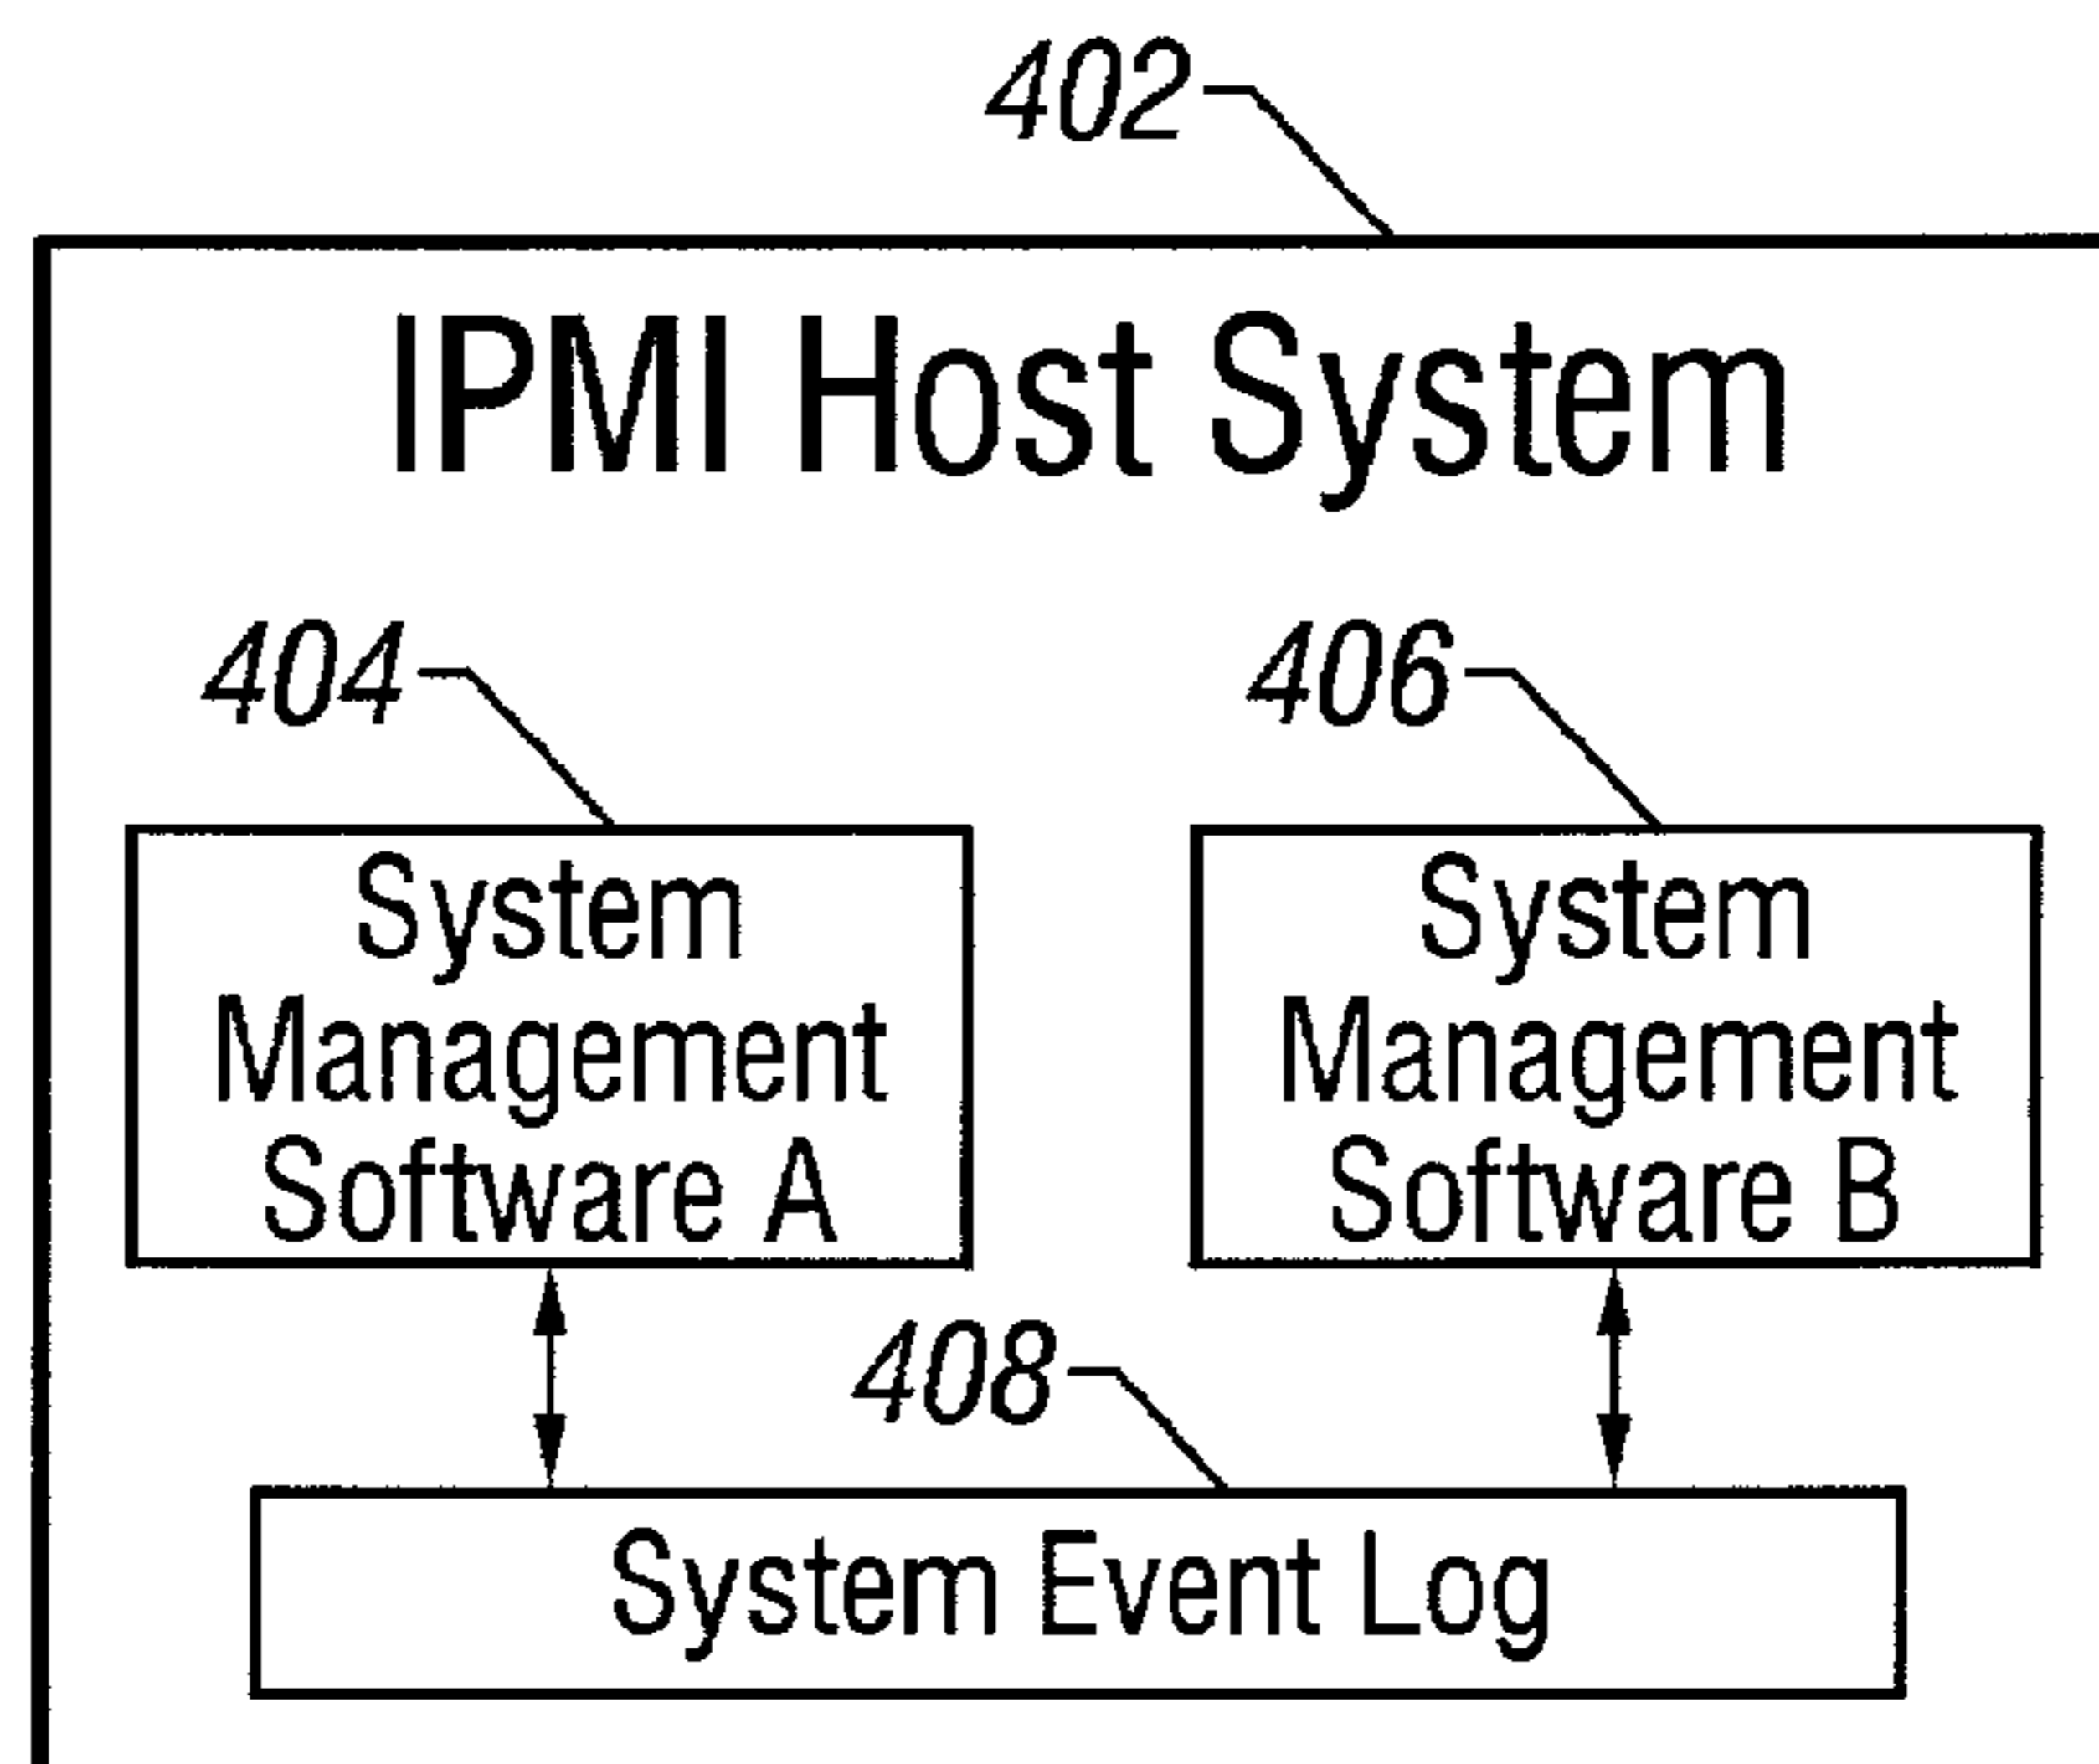 402
IPMI Host System
404
406
System
Management
Software A
System
Management
Software B
408
System Event Log